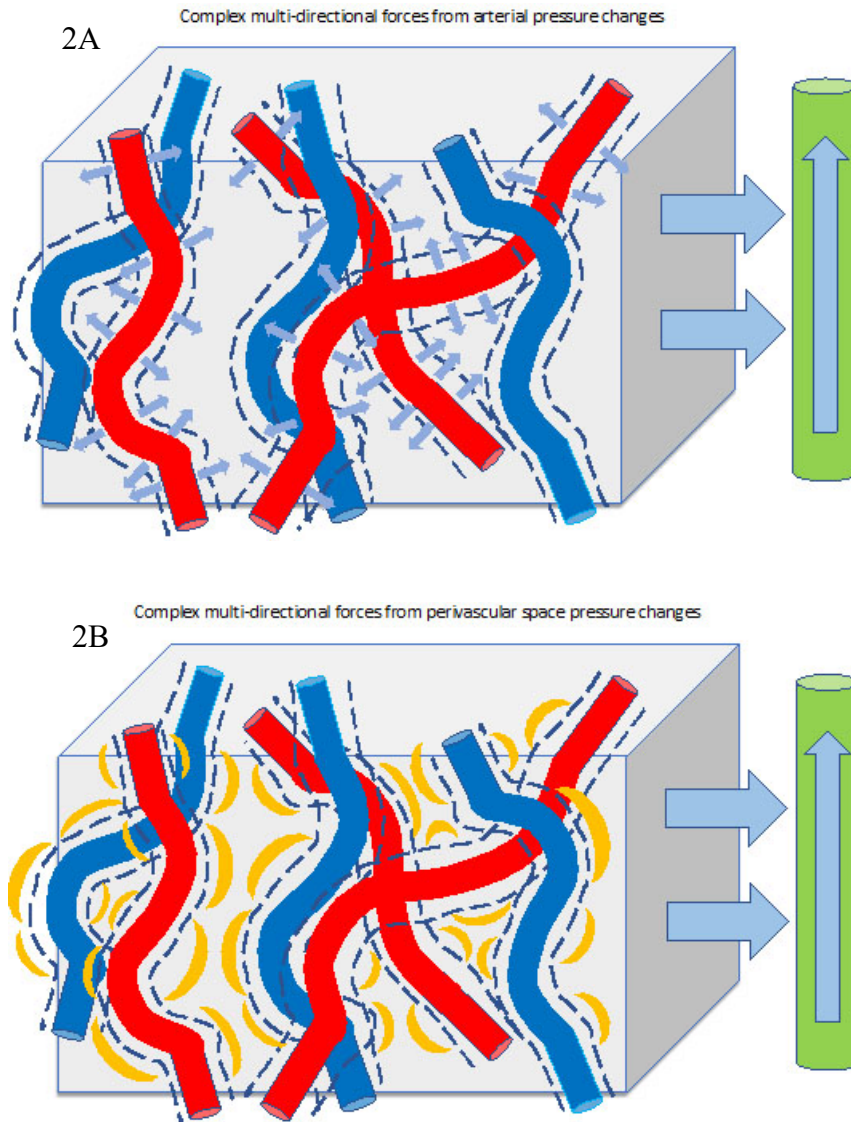 Complex multi-directional forces from arterial pressure changes
2A
Complex multi-directional forces from perivascular space pressure changes
2B